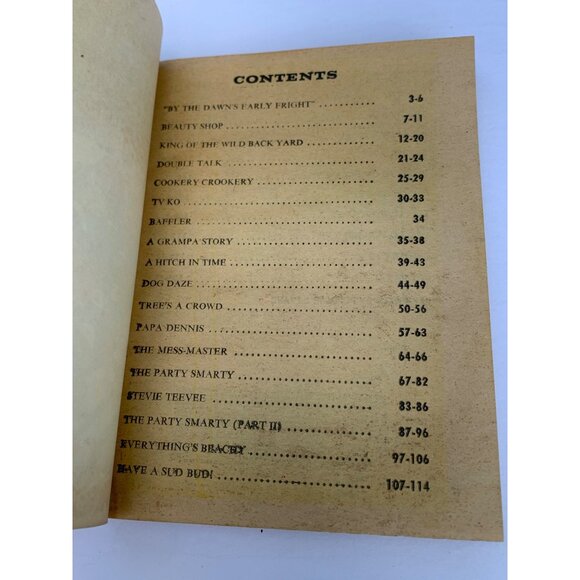 CONTENTS
"BY THE DAWN'S EARLY FRIGHT" .......... 3-6
BEAUTY SHOP .......... 7-11
KING OF THE WILD BACK YARD .......... 12-20
DOUBLE TALK .......... 21-24
COOKERY CROOKERY .......... 25-29
TV KO .......... 30-33
BAFFLER .......... 34
A GRAMPA STORY .......... 35-38
A HITCH IN TIME .......... 39-43
DOG DAZE .......... 44-49
TREE'S A CROWD .......... 50-56
PAPA DENNIS .......... 57-63
THE MESS-MASTER .......... 64-66
THE PARTY SMARTY .......... 67-82
STEVIE TEEVEE .......... 83-86
THE PARTY SMARTY (PART II) .......... 87-96
EVERYTHING'S BEACHY .......... 97-106
HAVE A SUD BUD! .......... 107-114